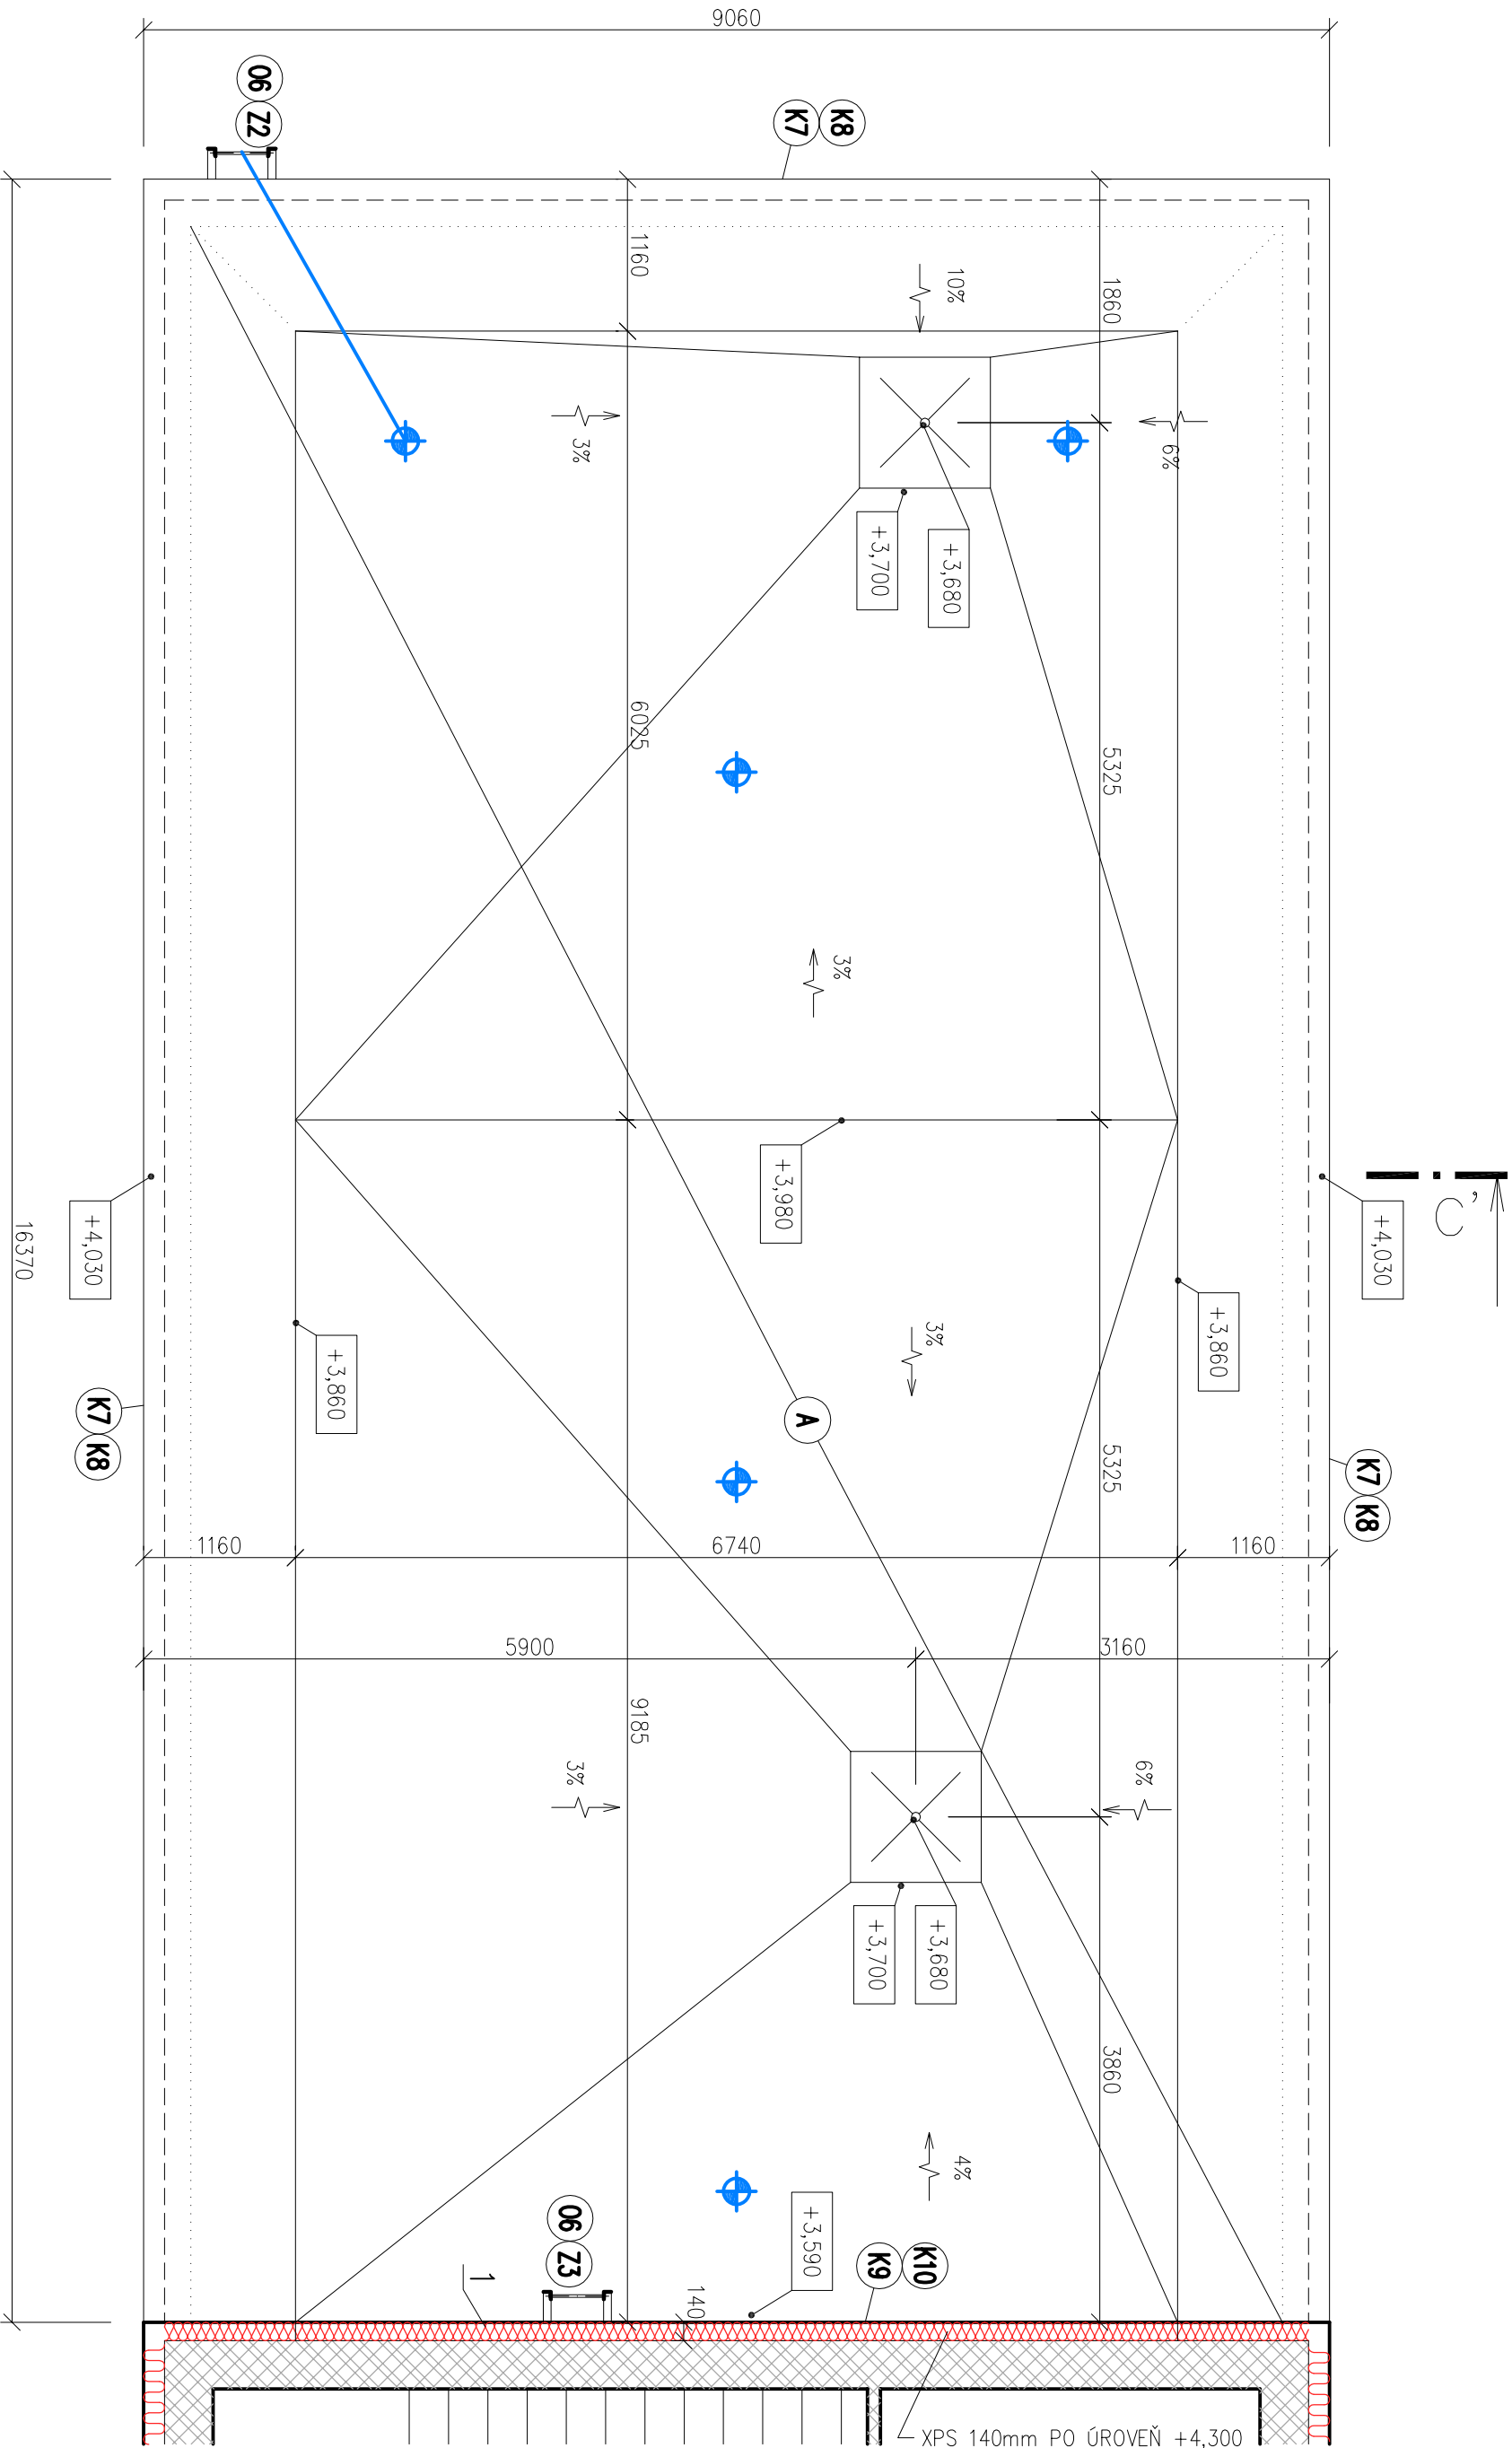 9060
06
Z2
K7
K8
1160
1860
10%
3%
6%
+3,700
+3,680
6025
5325
3%
+3,980
+4,030
+4,030
C'
16370
+3,860
+3,860
3%
K7
K8
A
5325
K7
K8
1160
6740
1160
5900
3160
9185
3%
6%
+3,700
+3,680
3860
4%
+3,590
06
Z3
K9
K10
1
140
XPS 140mm PO ÚROVEŇ +4,300